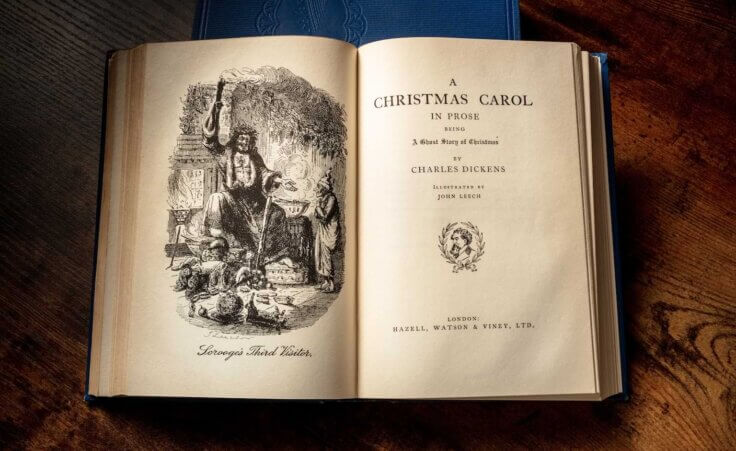 Scrooge's Third Visitor.
A
CHRISTMAS CAROL
IN PROSE
BEING
A Ghost Story of Christmas
BY
CHARLES DICKENS
ILLUSTRATED BY
JOHN LEECH
LONDON:
HAZELL, WATSON & VINEY, LTD.